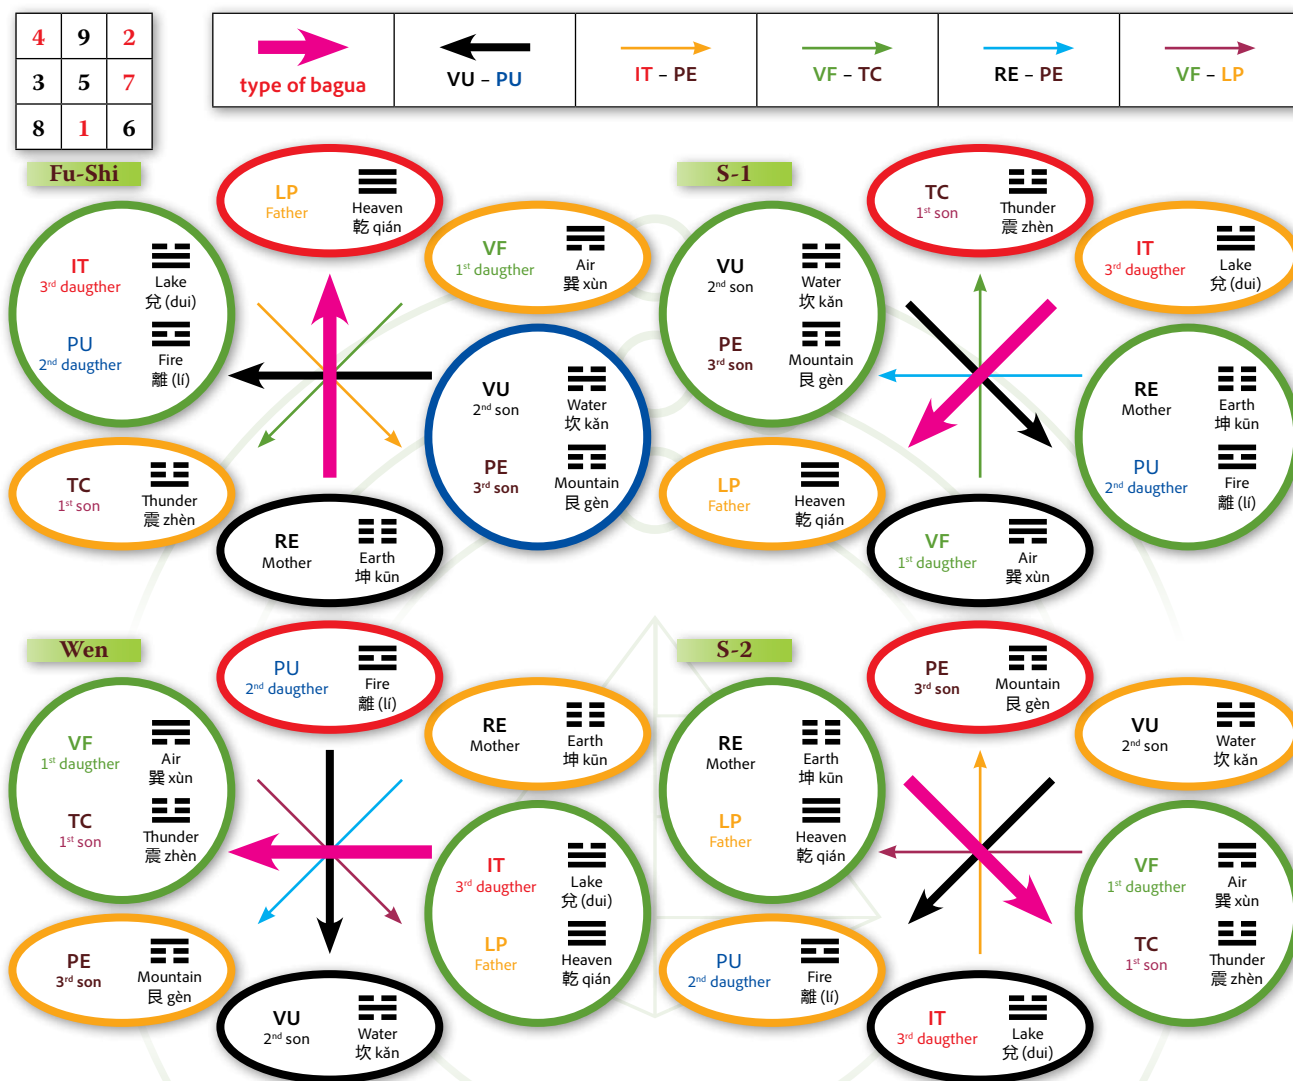 4 9 2
3 5 7
8 1 6
type of bagua
VU – PU
IT – PE
VF – TC
RE – PE
VF – LP
Fu-Shi
LP
Father
Heaven
乾 qián
VF
1st daugther
Air
巽 xùn
IT
3rd daugther
Lake
兌 (dui)
PU
2nd daugther
Fire
離 (lí)
VU
2nd son
Water
坎 kǎn
PE
3rd son
Mountain
艮 gèn
TC
1st son
Thunder
震 zhèn
RE
Mother
Earth
坤 kūn
S-1
TC
1st son
Thunder
震 zhèn
IT
3rd daugther
Lake
兌 (dui)
VU
2nd son
Water
坎 kǎn
PE
3rd son
Mountain
艮 gèn
RE
Mother
Earth
坤 kūn
PU
2nd daugther
Fire
離 (lí)
LP
Father
Heaven
乾 qián
VF
1st daugther
Air
巽 xùn
Wen
PU
2nd daugther
Fire
離 (lí)
RE
Mother
Earth
坤 kūn
VF
1st daugther
Air
巽 xùn
TC
1st son
Thunder
震 zhèn
IT
3rd daugther
Lake
兌 (dui)
LP
Father
Heaven
乾 qián
PE
3rd son
Mountain
艮 gèn
VU
2nd son
Water
坎 kǎn
S-2
PE
3rd son
Mountain
艮 gèn
VU
2nd son
Water
坎 kǎn
RE
Mother
Earth
坤 kūn
LP
Father
Heaven
乾 qián
VF
1st daugther
Air
巽 xùn
TC
1st son
Thunder
震 zhèn
PU
2nd daugther
Fire
離 (lí)
IT
3rd daugther
Lake
兌 (dui)